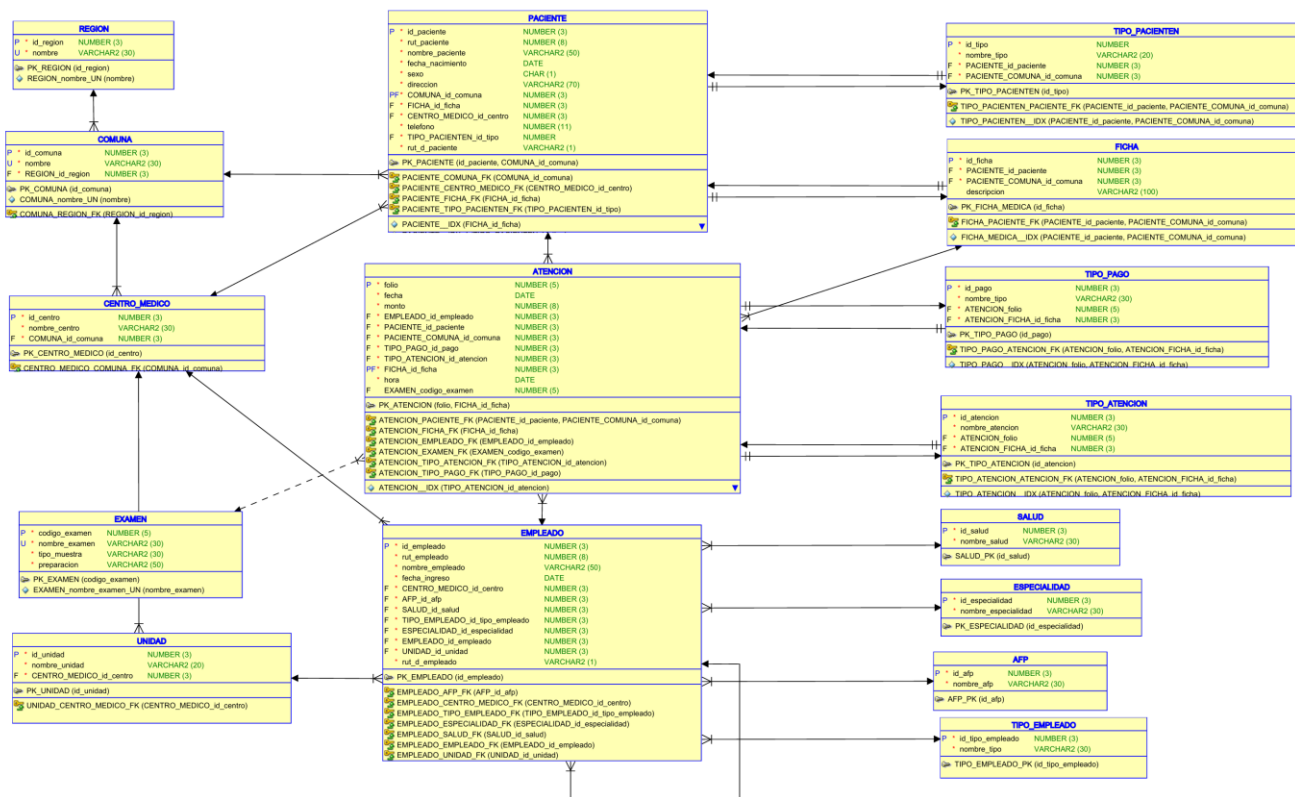 REGION
P * id_region NUMBER (3)
U * nombre VARCHAR2 (30)
PK_REGION (id_region)
REGION_nombre_UN (nombre)
COMUNA
P * id_comuna NUMBER (3)
U * nombre VARCHAR2 (30)
F * REGION_id_region NUMBER (3)
PK_COMUNA (id_comuna)
COMUNA_nombre_UN (nombre)
COMUNA_REGION_FK (REGION_id_region)
CENTRO_MEDICO
P * id_centro NUMBER (3)
* nombre_centro VARCHAR2 (30)
F * COMUNA_id_comuna NUMBER (3)
PK_CENTRO_MEDICO (id_centro)
CENTRO_MEDICO_COMUNA_FK (COMUNA_id_comuna)
EXAMEN
P * codigo_examen NUMBER (5)
U * nombre_examen VARCHAR2 (30)
* tipo_muestra VARCHAR2 (30)
* preparacion VARCHAR2 (50)
PK_EXAMEN (codigo_examen)
EXAMEN_nombre_examen_UN (nombre_examen)
UNIDAD
P * id_unidad NUMBER (3)
* nombre_unidad VARCHAR2 (20)
F * CENTRO_MEDICO_id_centro NUMBER (3)
PK_UNIDAD (id_unidad)
UNIDAD_CENTRO_MEDICO_FK (CENTRO_MEDICO_id_centro)
PACIENTE
P * id_paciente NUMBER (3)
* rut_paciente NUMBER (8)
* nombre_paciente VARCHAR2 (50)
* fecha_nacimiento DATE
* sexo CHAR (1)
* direccion VARCHAR2 (70)
PF* COMUNA_id_comuna NUMBER (3)
F * FICHA_id_ficha NUMBER (3)
F * CENTRO_MEDICO_id_centro NUMBER (3)
* telefono NUMBER (11)
F * TIPO_PACIENTEN_id_tipo NUMBER
* rut_d_paciente VARCHAR2 (1)
PK_PACIENTE (id_paciente, COMUNA_id_comuna)
PACIENTE_COMUNA_FK (COMUNA_id_comuna)
PACIENTE_CENTRO_MEDICO_FK (CENTRO_MEDICO_id_centro)
PACIENTE_FICHA_FK (FICHA_id_ficha)
PACIENTE_TIPO_PACIENTEN_FK (TIPO_PACIENTEN_id_tipo)
PACIENTE__IDX (FICHA_id_ficha)
ATENCION
P * folio NUMBER (5)
* fecha DATE
* monto NUMBER (8)
F * EMPLEADO_id_empleado NUMBER (3)
F * PACIENTE_id_paciente NUMBER (3)
F * PACIENTE_COMUNA_id_comuna NUMBER (3)
F * TIPO_PAGO_id_pago NUMBER (3)
F * TIPO_ATENCION_id_atencion NUMBER (3)
PF* FICHA_id_ficha NUMBER (3)
* hora DATE
F EXAMEN_codigo_examen NUMBER (5)
PK_ATENCION (folio, FICHA_id_ficha)
ATENCION_PACIENTE_FK (PACIENTE_id_paciente, PACIENTE_COMUNA_id_comuna)
ATENCION_FICHA_FK (FICHA_id_ficha)
ATENCION_EMPLEADO_FK (EMPLEADO_id_empleado)
ATENCION_EXAMEN_FK (EXAMEN_codigo_examen)
ATENCION_TIPO_ATENCION_FK (TIPO_ATENCION_id_atencion)
ATENCION_TIPO_PAGO_FK (TIPO_PAGO_id_pago)
ATENCION__IDX (TIPO_ATENCION_id_atencion)
EMPLEADO
P * id_empleado NUMBER (3)
* rut_empleado NUMBER (8)
* nombre_empleado VARCHAR2 (50)
* fecha_ingreso DATE
F * CENTRO_MEDICO_id_centro NUMBER (3)
F * AFP_id_afp NUMBER (3)
F * SALUD_id_salud NUMBER (3)
F * TIPO_EMPLEADO_id_tipo_empleado NUMBER (3)
F * ESPECIALIDAD_id_especialidad NUMBER (3)
F * EMPLEADO_id_empleado NUMBER (3)
F * UNIDAD_id_unidad NUMBER (3)
* rut_d_empleado VARCHAR2 (1)
PK_EMPLEADO (id_empleado)
EMPLEADO_AFP_FK (AFP_id_afp)
EMPLEADO_CENTRO_MEDICO_FK (CENTRO_MEDICO_id_centro)
EMPLEADO_TIPO_EMPLEADO_FK (TIPO_EMPLEADO_id_tipo_empleado)
EMPLEADO_ESPECIALIDAD_FK (ESPECIALIDAD_id_especialidad)
EMPLEADO_SALUD_FK (SALUD_id_salud)
EMPLEADO_EMPLEADO_FK (EMPLEADO_id_empleado)
EMPLEADO_UNIDAD_FK (UNIDAD_id_unidad)
TIPO_PACIENTEN
P * id_tipo NUMBER
* nombre_tipo VARCHAR2 (20)
F * PACIENTE_id_paciente NUMBER (3)
F * PACIENTE_COMUNA_id_comuna NUMBER (3)
PK_TIPO_PACIENTEN (id_tipo)
TIPO_PACIENTEN_PACIENTE_FK (PACIENTE_id_paciente, PACIENTE_COMUNA_id_comuna)
TIPO_PACIENTEN__IDX (PACIENTE_id_paciente, PACIENTE_COMUNA_id_comuna)
FICHA
P * id_ficha NUMBER (3)
F * PACIENTE_id_paciente NUMBER (3)
F * PACIENTE_COMUNA_id_comuna NUMBER (3)
descripcion VARCHAR2 (100)
PK_FICHA_MEDICA (id_ficha)
FICHA_PACIENTE_FK (PACIENTE_id_paciente, PACIENTE_COMUNA_id_comuna)
FICHA_MEDICA__IDX (PACIENTE_id_paciente, PACIENTE_COMUNA_id_comuna)
TIPO_PAGO
P * id_pago NUMBER (3)
* nombre_tipo VARCHAR2 (30)
F * ATENCION_folio NUMBER (5)
F * ATENCION_FICHA_id_ficha NUMBER (3)
PK_TIPO_PAGO (id_pago)
TIPO_PAGO_ATENCION_FK (ATENCION_folio, ATENCION_FICHA_id_ficha)
TIPO_PAGO__IDX (ATENCION_folio, ATENCION_FICHA_id_ficha)
TIPO_ATENCION
P * id_atencion NUMBER (3)
* nombre_atencion VARCHAR2 (30)
F * ATENCION_folio NUMBER (5)
F * ATENCION_FICHA_id_ficha NUMBER (3)
PK_TIPO_ATENCION (id_atencion)
TIPO_ATENCION_ATENCION_FK (ATENCION_folio, ATENCION_FICHA_id_ficha)
TIPO_ATENCION__IDX (ATENCION_folio, ATENCION_FICHA_id_ficha)
SALUD
P * id_salud NUMBER (3)
* nombre_salud VARCHAR2 (30)
SALUD_PK (id_salud)
ESPECIALIDAD
P * id_especialidad NUMBER (3)
* nombre_especialidad VARCHAR2 (30)
PK_ESPECIALIDAD (id_especialidad)
AFP
P * id_afp NUMBER (3)
* nombre_afp VARCHAR2 (30)
AFP_PK (id_afp)
TIPO_EMPLEADO
P * id_tipo_empleado NUMBER (3)
* nombre_tipo VARCHAR2 (30)
TIPO_EMPLEADO_PK (id_tipo_empleado)